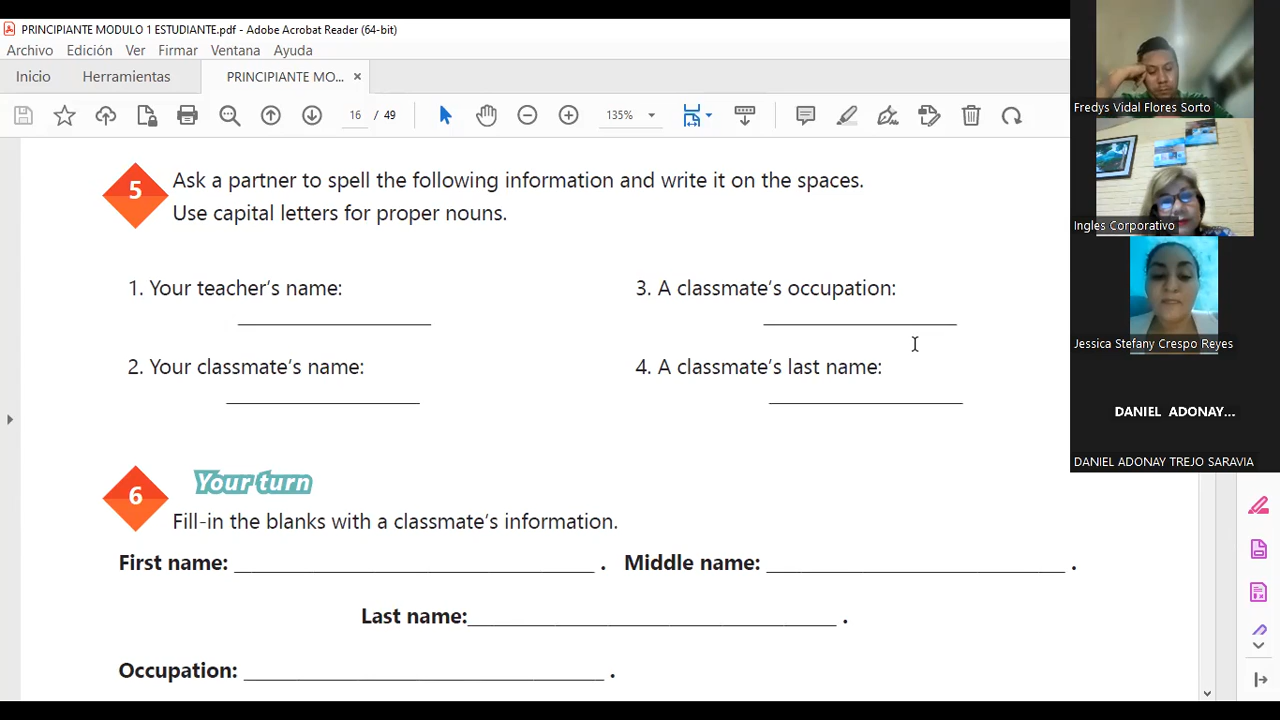 PRINCIPIANTE MODULO 1 ESTUDIANTE.pdf - Adobe Acrobat Reader (64-bit)
Archivo Edición Ver Firmar Ventana Ayuda
Inicio Herramientas PRINCIPIANTE MO... ×
16 / 49 135%
5
Ask a partner to spell the following information and write it on the spaces.
Use capital letters for proper nouns.
1. Your teacher's name:
3. A classmate's occupation:
2. Your classmate's name:
4. A classmate's last name:
6
Your turn
Fill-in the blanks with a classmate's information.
First name: ______ . Middle name: ______ .
Last name:______ .
Occupation: ______ .
Fredys Vidal Flores Sorto
Ingles Corporativo
Jessica Stefany Crespo Reyes
DANIEL ADONAY...
DANIEL ADONAY TREJO SARAVIA